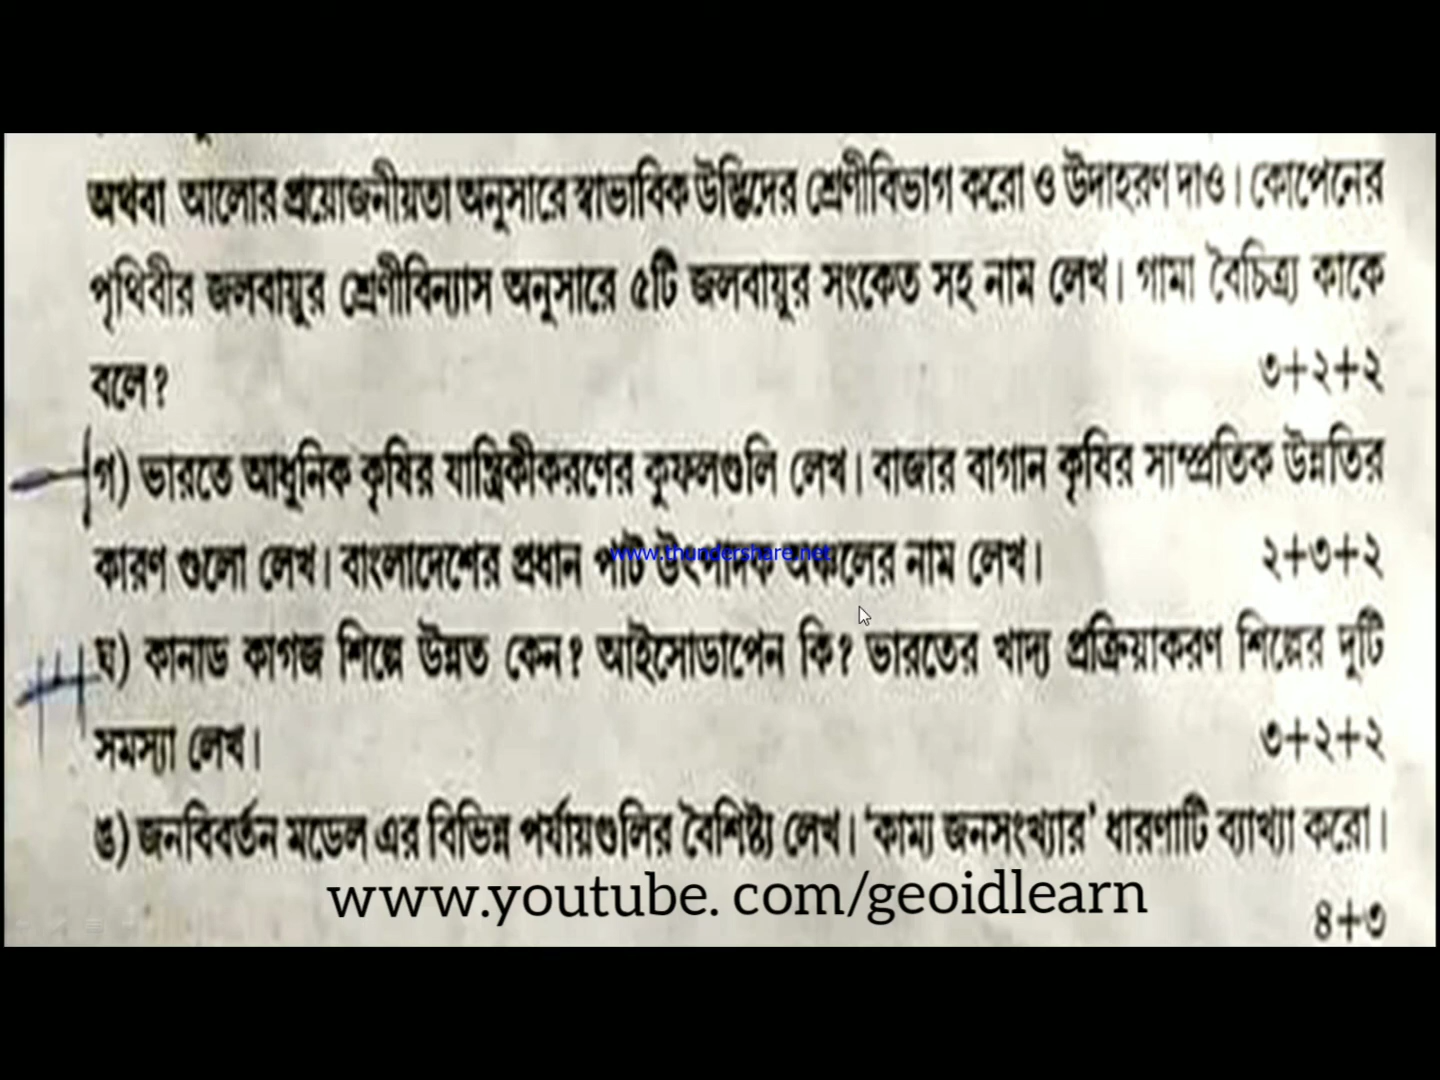 অথবা আলোর প্রয়োজনীয়তা অনুসারে স্বাভাবিক উদ্ভিদের শ্রেণীবিভাগ করো ও উদাহরণ দাও। কোপেনের
পৃথিবীর জলবায়ুর শ্রেণীবিন্যাস অনুসারে ৫টি জলবায়ুর সংকেত সহ নাম লেখ। গামা বৈচিত্র্য কাকে
বলে? ৩+২+২
গ) ভারতে আধুনিক কৃষির যান্ত্রিকীকরণের কুফলগুলি লেখ। বাজার বাগান কৃষির সাম্প্রতিক উন্নতির
কারণ গুলো লেখ। বাংলাদেশের প্রধান পাট উৎপাদক অঞ্চলের নাম লেখ। ২+৩+২
www.thundershare.net
ঘ) কানাড কাগজ শিল্পে উন্নত কেন? আইসোডাপেন কি? ভারতের খাদ্য প্রক্রিয়াকরণ শিল্পের দুটি
সমস্যা লেখ। ৩+২+২
ঙ) জনবিবর্তন মডেল এর বিভিন্ন পর্যায়গুলির বৈশিষ্ট্য লেখ। 'কাম্য জনসংখ্যার' ধারণাটি ব্যাখ্যা করো।
www.youtube. com/geoidlearn
৪+৩